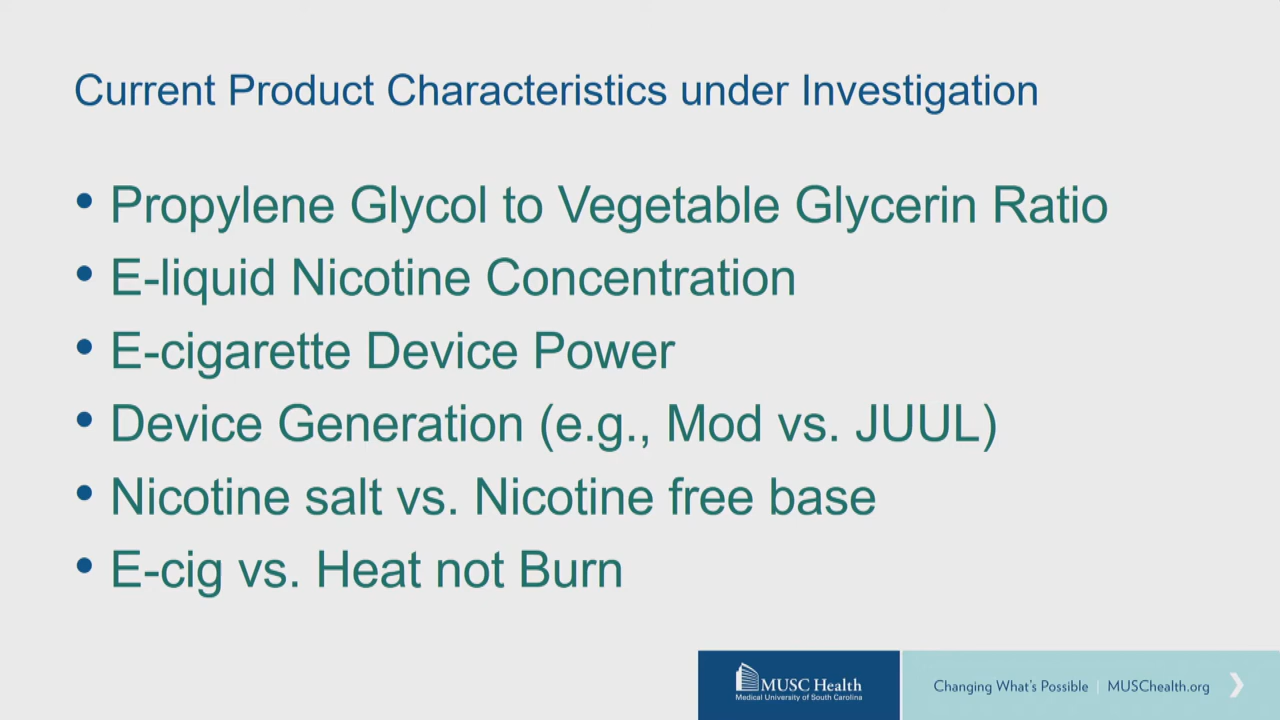 Current Product Characteristics under Investigation
• Propylene Glycol to Vegetable Glycerin Ratio
• E-liquid Nicotine Concentration
• E-cigarette Device Power
• Device Generation (e.g., Mod vs. JUUL)
• Nicotine salt vs. Nicotine free base
• E-cig vs. Heat not Burn
MUSC Health
Medical University of South Carolina
Changing What's Possible | MUSChealth.org